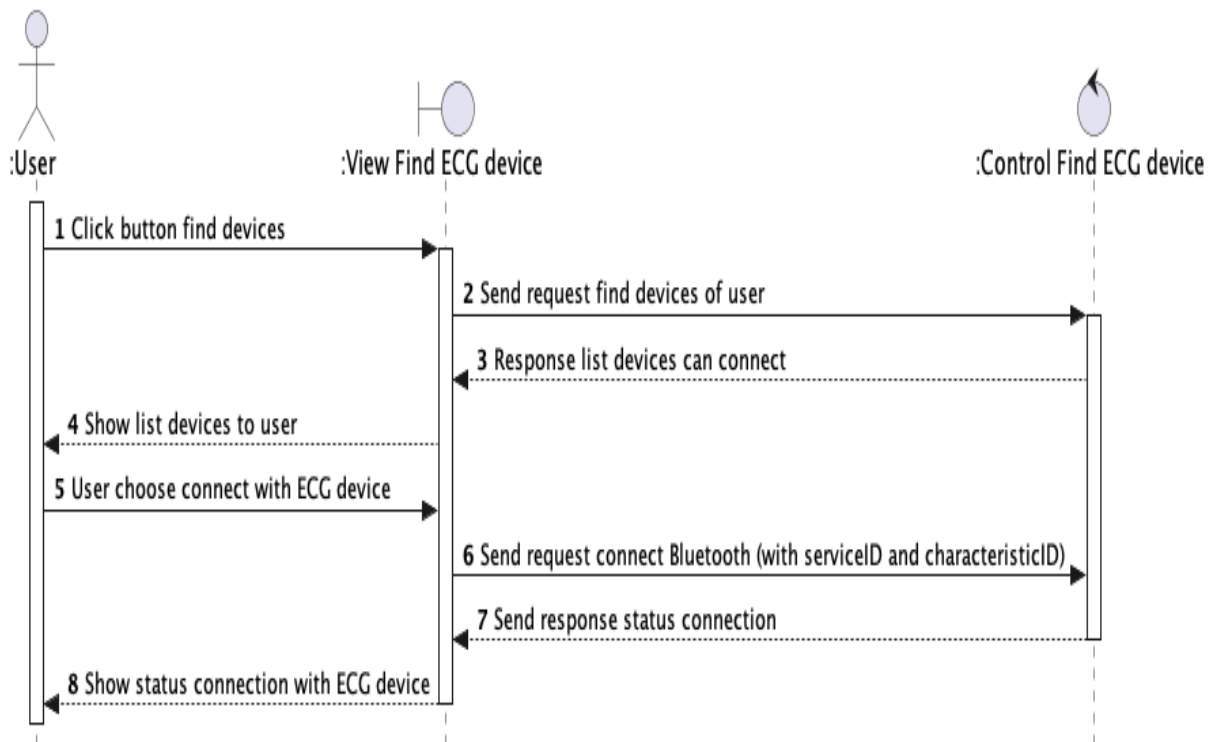 :User
:View Find ECG device
:Control Find ECG device
1 Click button find devices
2 Send request find devices of user
3 Response list devices can connect
4 Show list devices to user
5 User choose connect with ECG device
6 Send request connect Bluetooth (with serviceID and characteristicID)
7 Send response status connection
8 Show status connection with ECG device